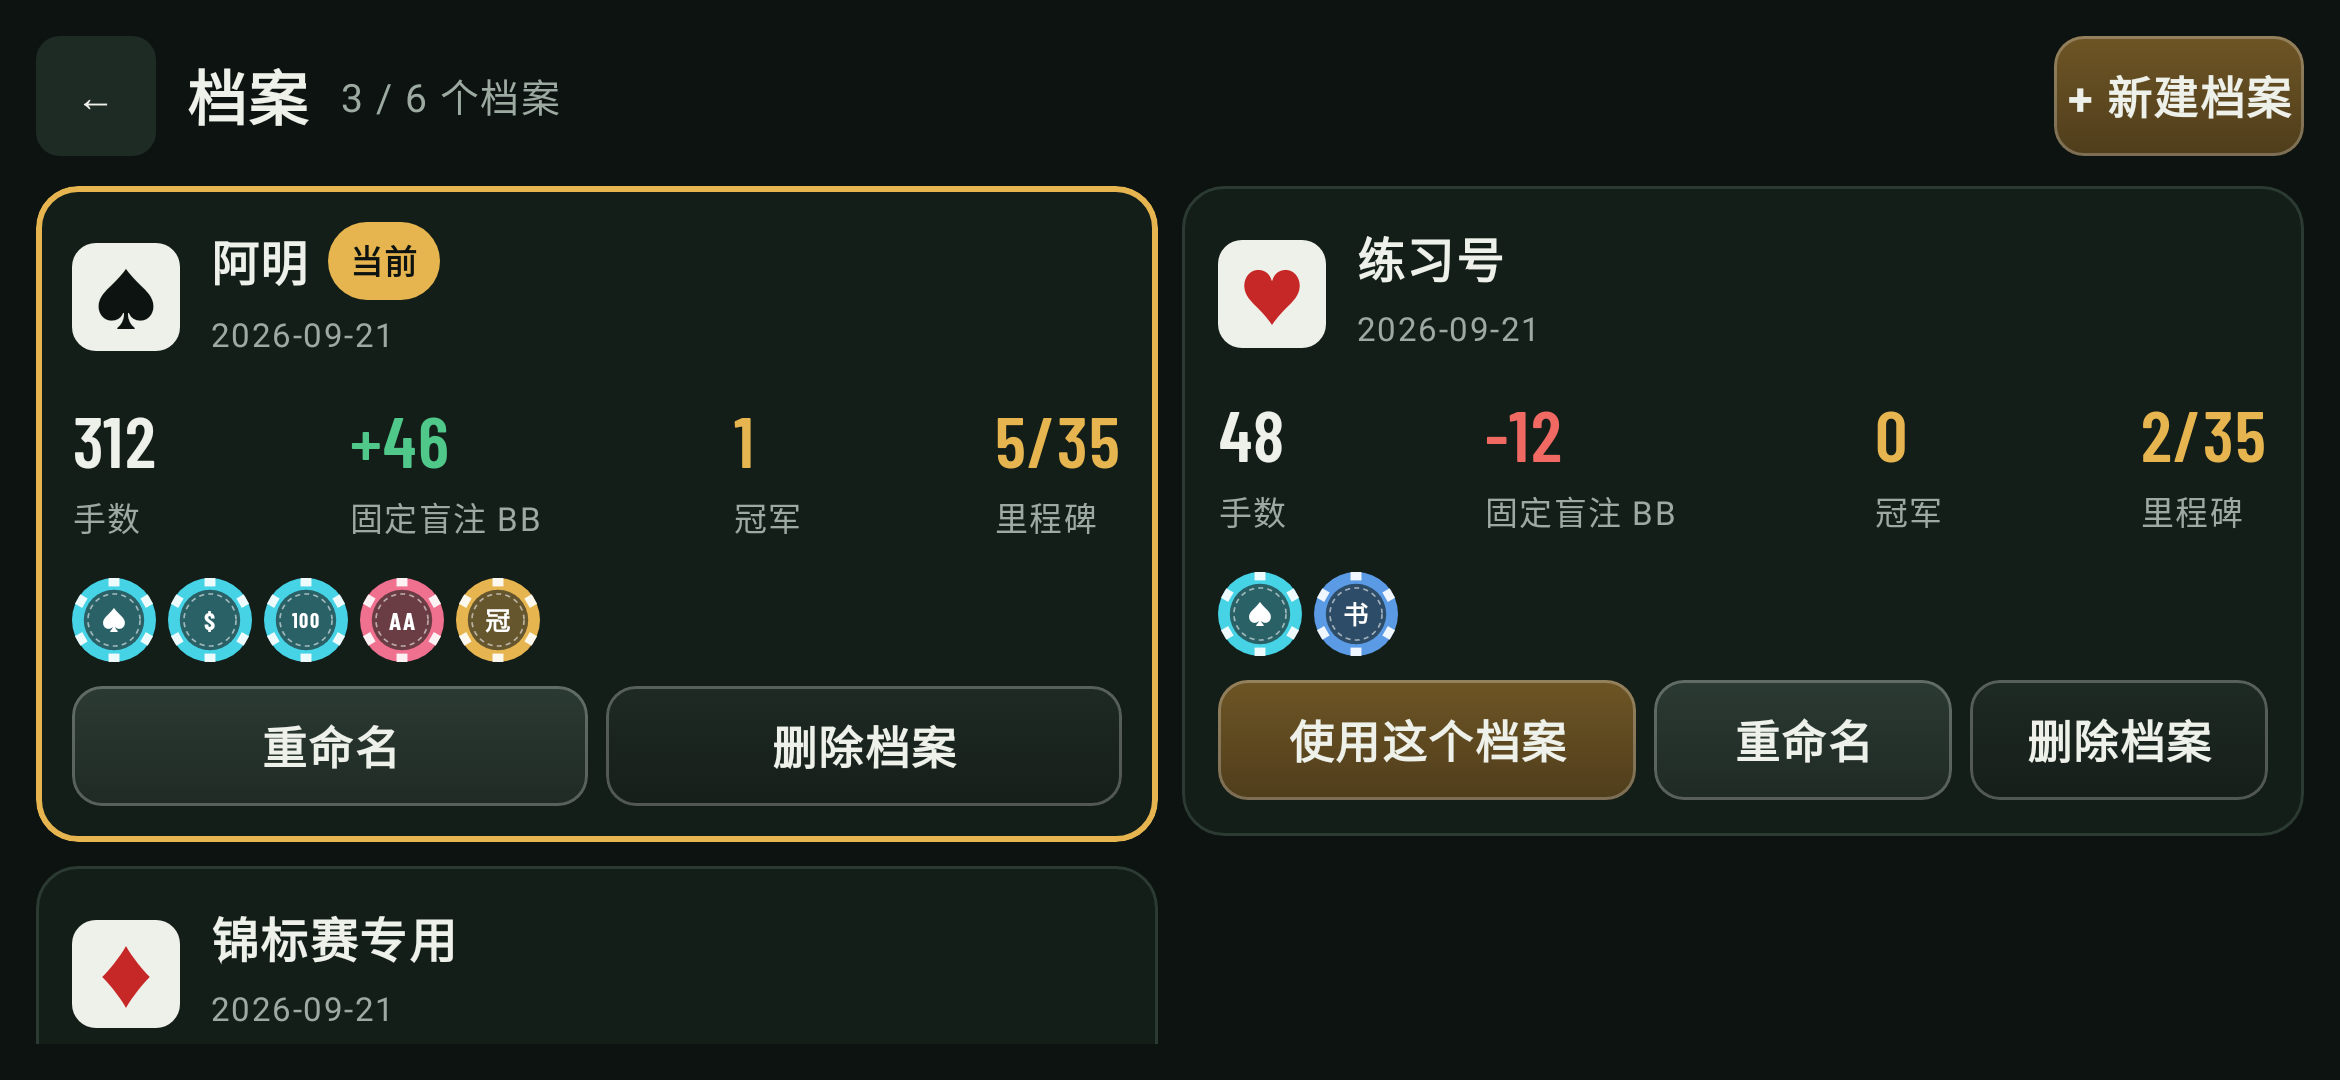 ← 档案 3 / 6 个档案
+ 新建档案
阿明 当前
2026-09-21
312 +46 1 5/35
手数 固定盲注 BB 冠军 里程碑
$ 100 AA 冠
重命名 删除档案
练习号
2026-09-21
48 -12 0 2/35
手数 固定盲注 BB 冠军 里程碑
书
使用这个档案 重命名 删除档案
锦标赛专用
2026-09-21